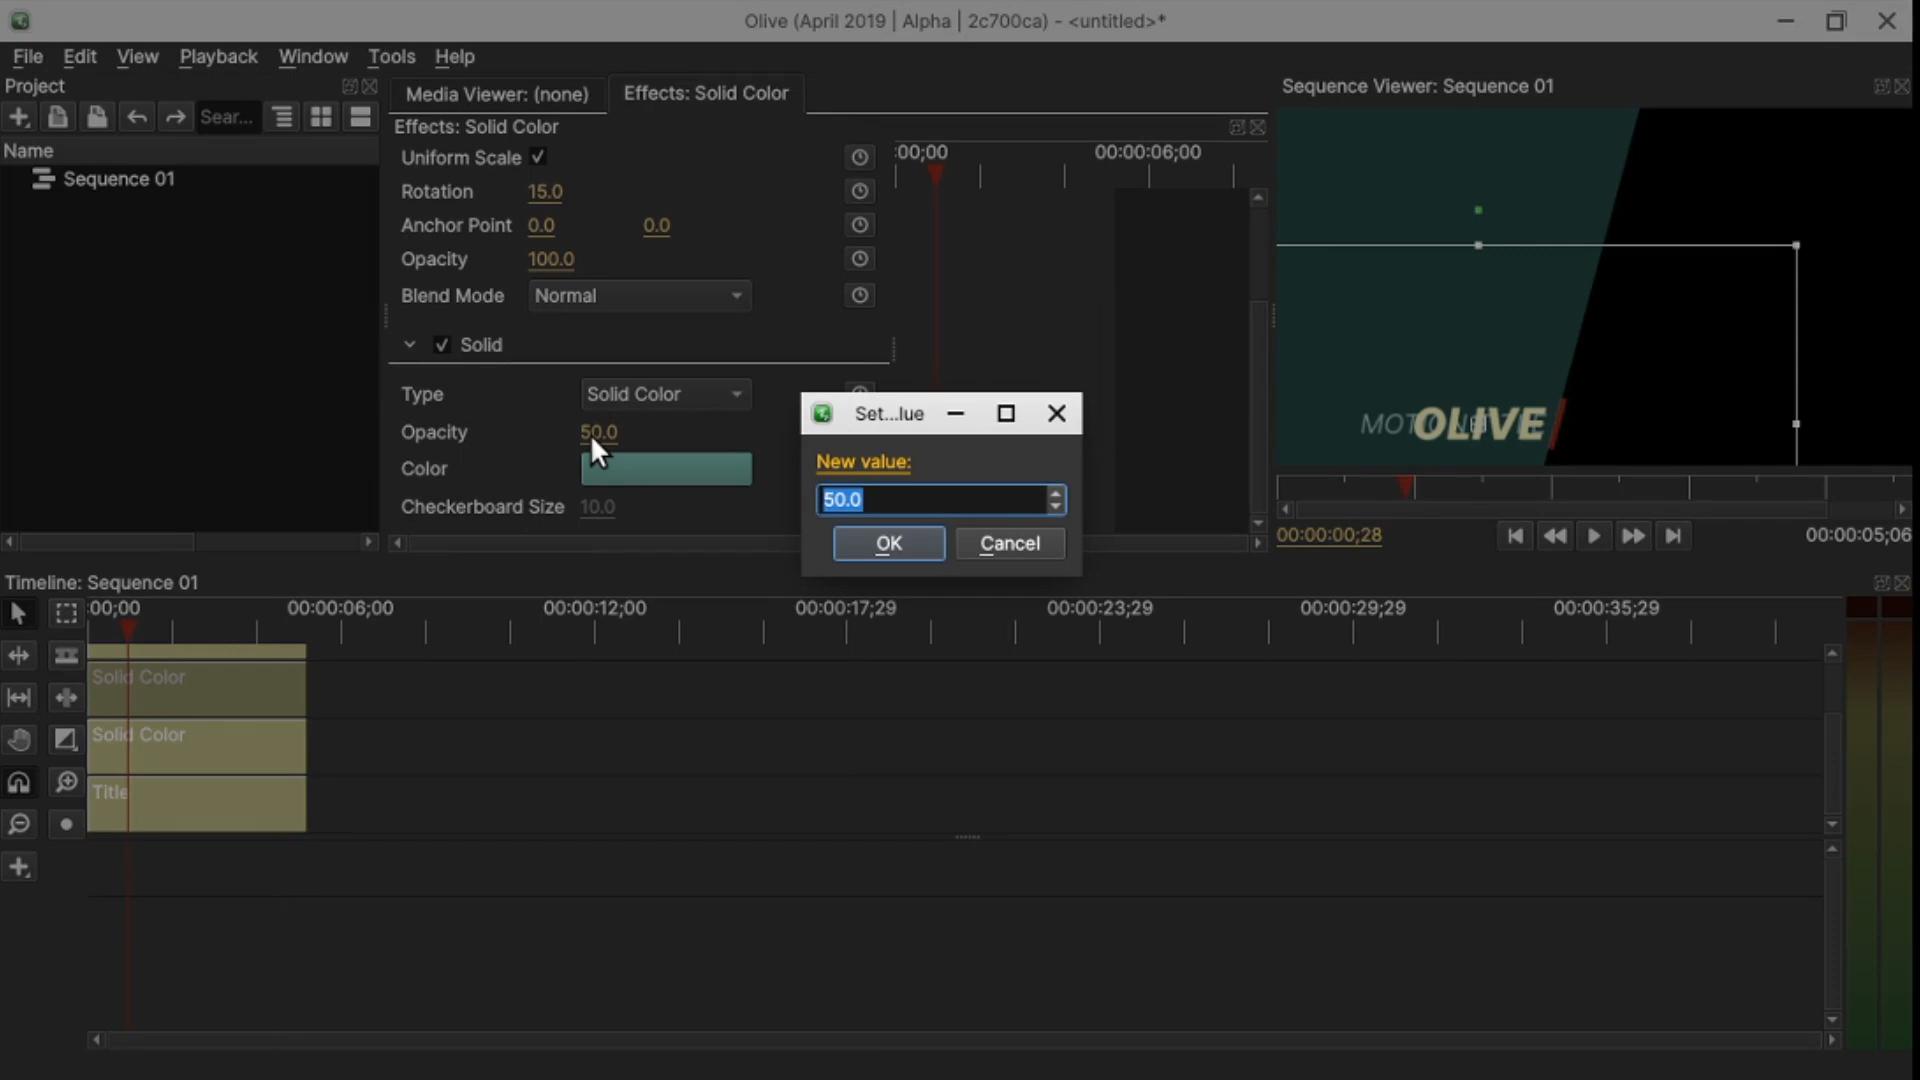 Olive (April 2019 | Alpha | 2c700ca) - <untitled>*
File Edit View Playback Window Tools Help
Project
Sear...
Name
Sequence 01
Media Viewer: (none)
Effects: Solid Color
Effects: Solid Color
Uniform Scale
Rotation 15.0
Anchor Point 0.0 0.0
Opacity 100.0
Blend Mode Normal
Solid
Type Solid Color
Opacity 50.0
Color
Checkerboard Size 10.0
:00;00 00:00:06;00
Set...lue
New value:
50.0
OK Cancel
Sequence Viewer: Sequence 01
OLIVE
00:00:00;28 00:00:05;06
Timeline: Sequence 01
:00;00 00:00:06;00 00:00:12;00 00:00:17;29 00:00:23;29 00:00:29;29 00:00:35;29
Solid Color
Solid Color
Title